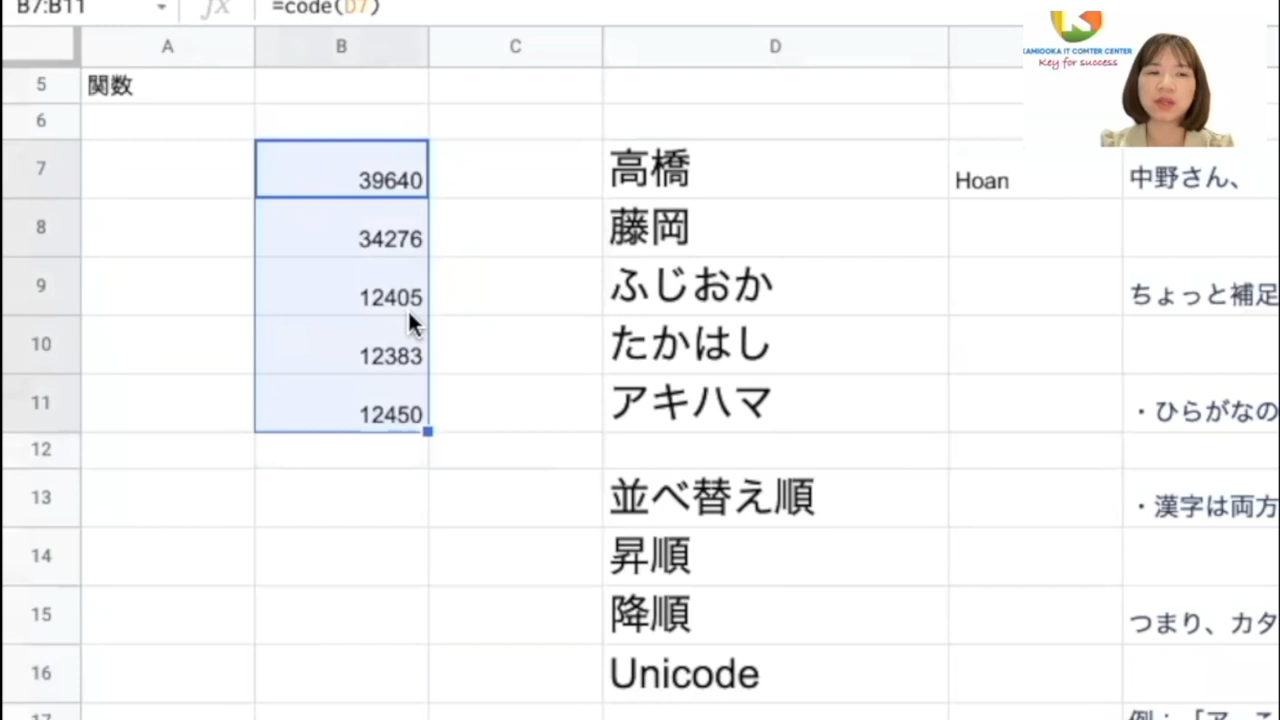 B7:B11 fx =code(D7)
A B C D
KAMIOOKA IT COMTER CENTER
Key for success
5 関数
6
7 39640 高橋 Hoan 中野さん、
8 34276 藤岡
9 12405 ふじおか ちょっと補足
10 12383 たかはし
11 12450 アキハマ ・ひらがなの
12
13 並べ替え順 ・漢字は両方
14 昇順
15 降順 つまり、カタ
16 Unicode
17